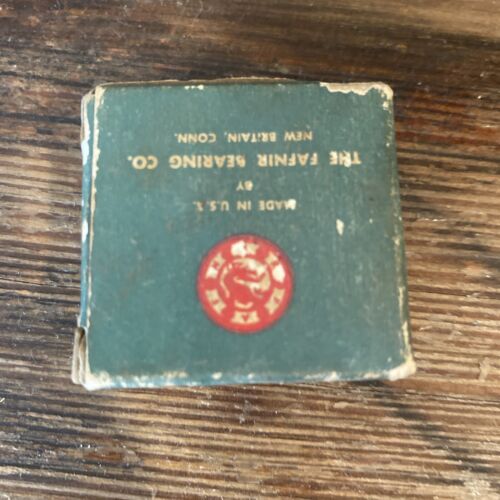 MADE IN U.S.A.
BY
THE FAFNIR BEARING CO.
NEW BRITAIN, CONN.